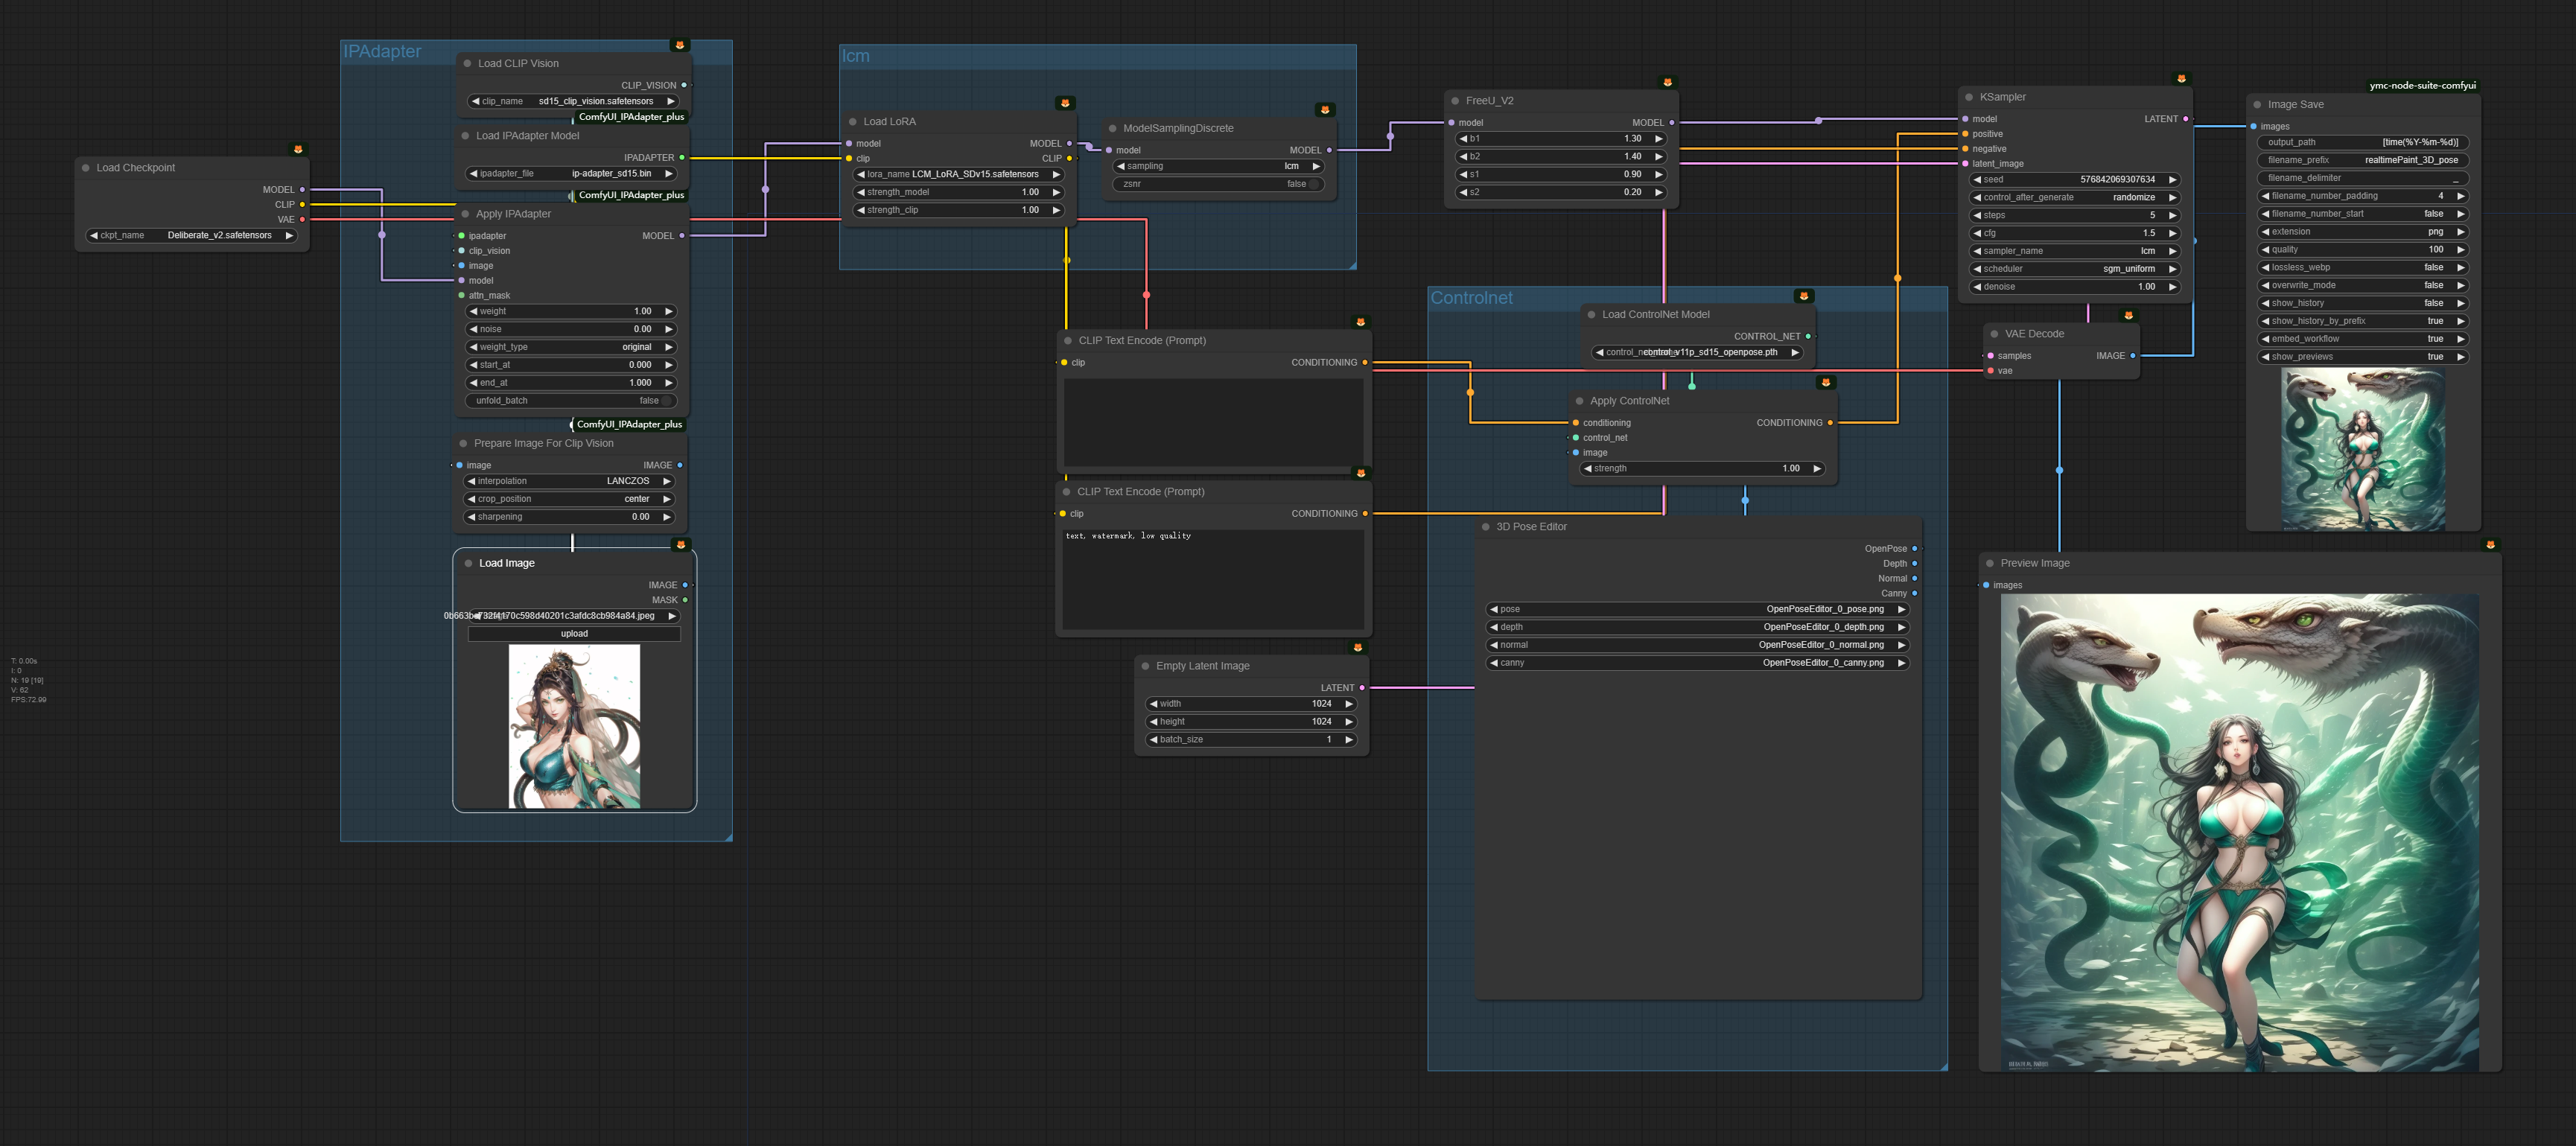 IPAdapter
Load CLIP Vision
CLIP_VISION
clip_name sd15_clip_vision.safetensors
ComfyUI_IPAdapter_plus
Load IPAdapter Model
IPADAPTER
ipadapter_file ip-adapter_sd15.bin
ComfyUI_IPAdapter_plus
Load Checkpoint
MODEL
CLIP
VAE
ckpt_name Deliberate_v2.safetensors
Apply IPAdapter
ipadapter MODEL
clip_vision
image
model
attn_mask
weight 1.00
noise 0.00
weight_type original
start_at 0.000
end_at 1.000
unfold_batch false
ComfyUI_IPAdapter_plus
Prepare Image For Clip Vision
image IMAGE
interpolation LANCZOS
crop_position center
sharpening 0.00
Load Image
IMAGE
MASK
upload
T: 0.00s
I: 0
N: 19 [19]
V: 62
FPS:72.99
lcm
Load LoRA
model MODEL
clip CLIP
lora_name LCM_LoRA_SDv15.safetensors
strength_model 1.00
strength_clip 1.00
ModelSamplingDiscrete
model MODEL
sampling lcm
zsnr false
CLIP Text Encode (Prompt)
clip CONDITIONING
CLIP Text Encode (Prompt)
clip CONDITIONING
text, watermark, low quality
Empty Latent Image
LATENT
width 1024
height 1024
batch_size 1
FreeU_V2
model MODEL
b1 1.30
b2 1.40
s1 0.90
s2 0.20
Controlnet
Load ControlNet Model
CONTROL_NET
control_v11p_sd15_openpose.pth
Apply ControlNet
conditioning CONDITIONING
control_net
image
strength 1.00
3D Pose Editor
OpenPose
Depth
Normal
Canny
pose OpenPoseEditor_0_pose.png
depth OpenPoseEditor_0_depth.png
normal OpenPoseEditor_0_normal.png
canny OpenPoseEditor_0_canny.png
KSampler
model LATENT
positive
negative
latent_image
seed 576842069307634
control_after_generate randomize
steps 5
cfg 1.5
sampler_name lcm
scheduler sgm_uniform
denoise 1.00
VAE Decode
samples IMAGE
vae
ymc-node-suite-comfyui
Image Save
images
output_path [time(%Y-%m-%d)]
filename_prefix realtimePaint_3D_pose
filename_delimiter _
filename_number_padding 4
filename_number_start false
extension png
quality 100
lossless_webp false
overwrite_mode false
show_history false
show_history_by_prefix true
embed_workflow true
show_previews true
Preview Image
images